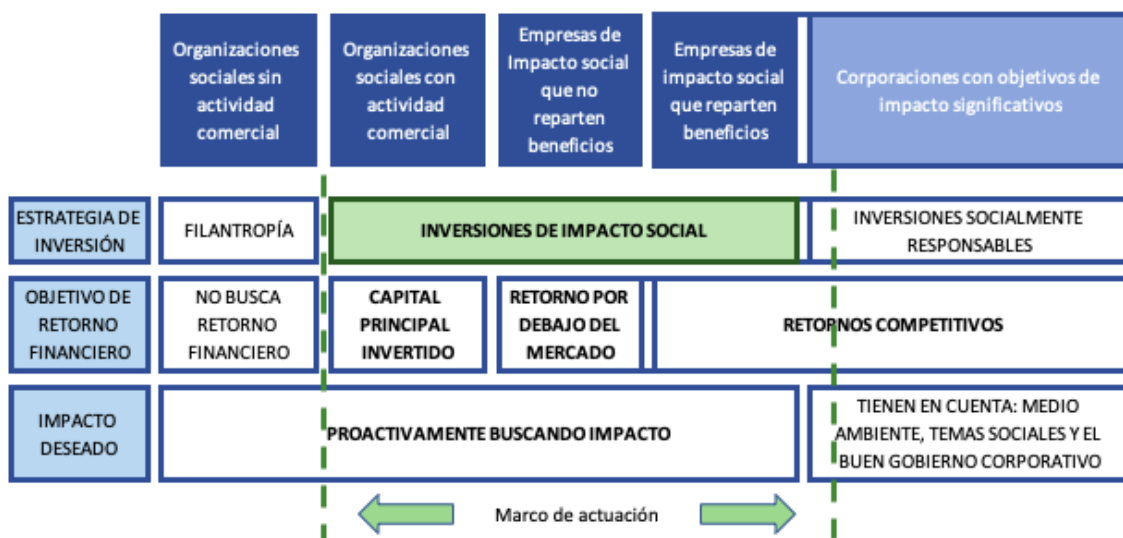 Organizaciones
sociales sin
actividad
comercial
Organizaciones
sociales con
actividad
comercial
Empresas de
Impacto social
que no
reparten
beneficios
Empresas de
impacto social
que reparten
beneficios
Corporaciones con objetivos de
impacto significativos
ESTRATEGIA DE
INVERSIÓN
FILANTROPÍA
INVERSIONES DE IMPACTO SOCIAL
INVERSIONES SOCIALMENTE
RESPONSABLES
OBJETIVO DE
RETORNO
FINANCIERO
NO BUSCA
RETORNO
FINANCIERO
CAPITAL
PRINCIPAL
INVERTIDO
RETORNO POR
DEBAJO DEL
MERCADO
RETORNOS COMPETITIVOS
IMPACTO
DESEADO
PROACTIVAMENTE BUSCANDO IMPACTO
TIENEN EN CUENTA: MEDIO
AMBIENTE, TEMAS SOCIALES Y EL
BUEN GOBIERNO CORPORATIVO
Marco de actuación